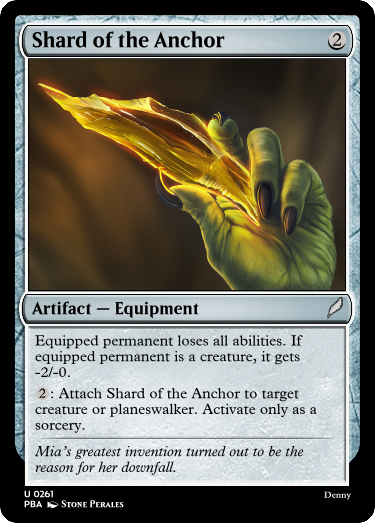 Shard of the Anchor 2
Artifact — Equipment
Equipped permanent loses all abilities. If
equipped permanent is a creature, it gets
-2/-0.
2 : Attach Shard of the Anchor to target
creature or planeswalker. Activate only as a
sorcery.
Mia's greatest invention turned out to be the
reason for her downfall.
U 0261 Denny
PBA Stone Perales